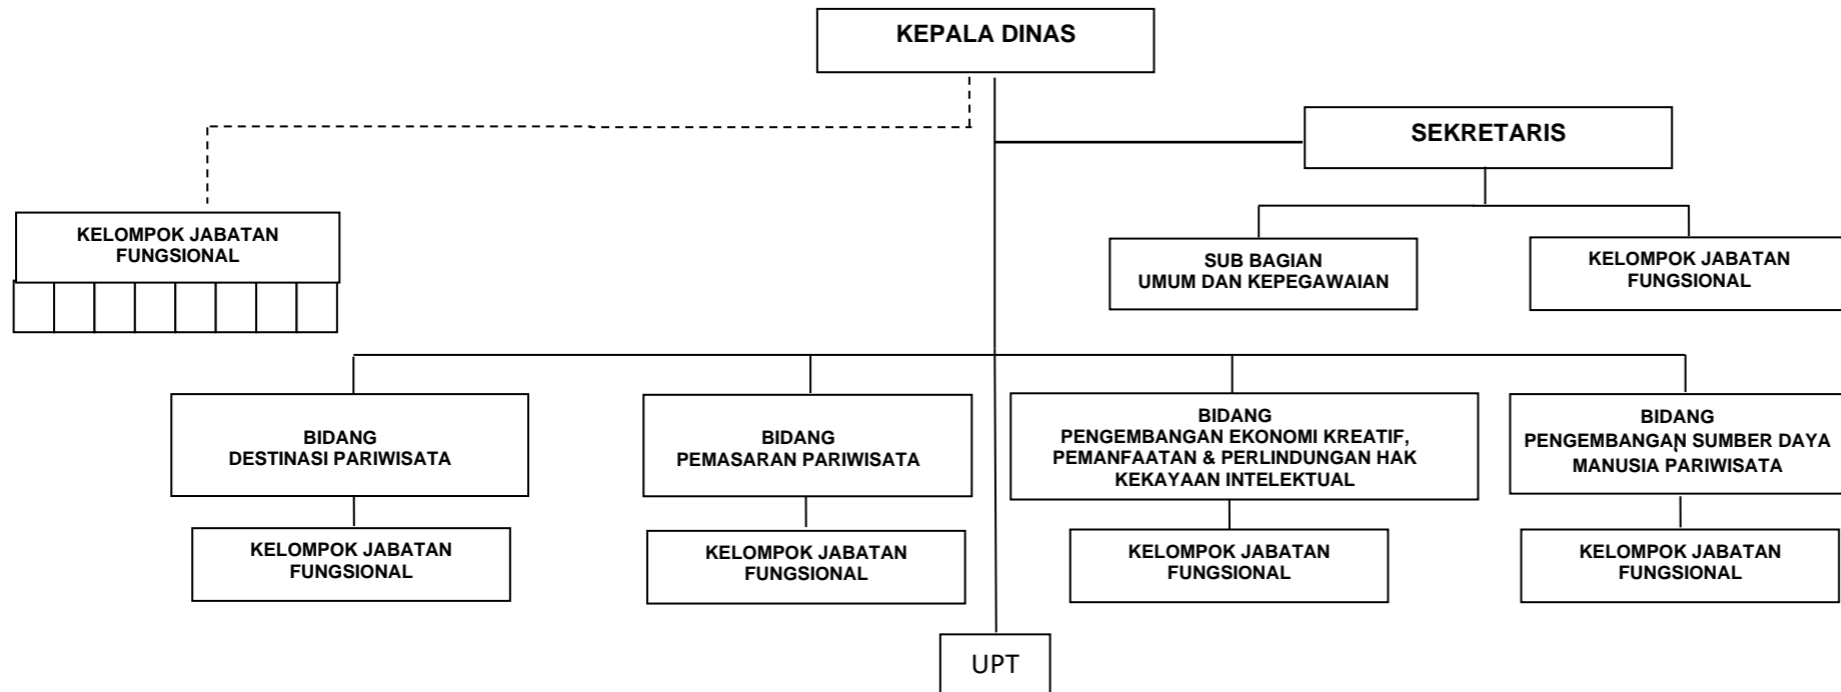 KEPALA DINAS
SEKRETARIS
KELOMPOK JABATAN
FUNGSIONAL
SUB BAGIAN
UMUM DAN KEPEGAWAIAN
KELOMPOK JABATAN
FUNGSIONAL
BIDANG
DESTINASI PARIWISATA
BIDANG
PEMASARAN PARIWISATA
BIDANG
PENGEMBANGAN EKONOMI KREATIF,
PEMANFAATAN & PERLINDUNGAN HAK
KEKAYAAN INTELEKTUAL
BIDANG
PENGEMBANGAN SUMBER DAYA
MANUSIA PARIWISATA
KELOMPOK JABATAN
FUNGSIONAL
KELOMPOK JABATAN
FUNGSIONAL
KELOMPOK JABATAN
FUNGSIONAL
KELOMPOK JABATAN
FUNGSIONAL
UPT